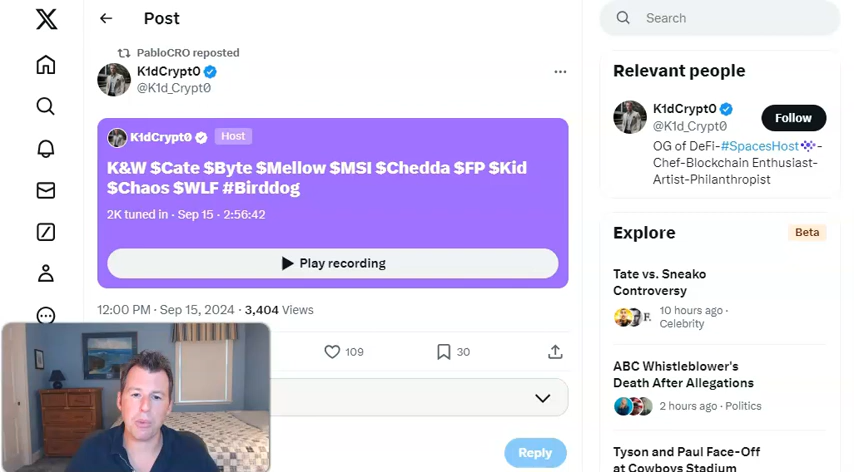 Post
PabloCRO reposted
K1dCrypt0
@K1d_Crypt0
K1dCrypt0 Host
K&W $Cate $Byte $Mellow $MSI $Chedda $FP $Kid
$Chaos $WLF #Birddog
2K tuned in · Sep 15 · 2:56:42
Play recording
12:00 PM · Sep 15, 2024 · 3,404 Views
109
30
Reply
Search
Relevant people
K1dCrypt0
@K1d_Crypt0
Follow
OG of DeFi-#SpacesHost-
Chef-Blockchain Enthusiast-
Artist-Philanthropist
Explore
Beta
Tate vs. Sneako
Controversy
10 hours ago ·
Celebrity
ABC Whistleblower's
Death After Allegations
2 hours ago · Politics
Tyson and Paul Face-Off
at Cowboys Stadium